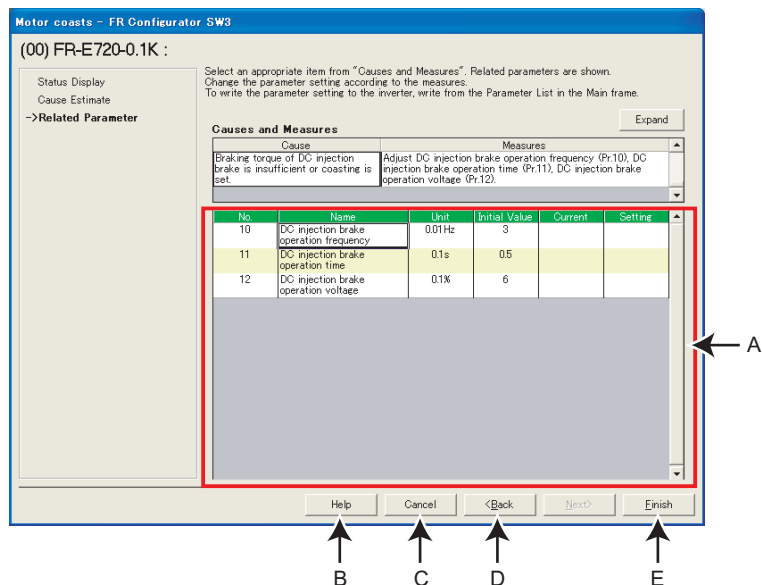 Motor coasts - FR Configurator SW3
(00) FR-E720-0.1K :
Status Display
Cause Estimate
->Related Parameter
Select an appropriate item from "Causes and Measures". Related parameters are shown.
Change the parameter setting according to the measures.
To write the parameter setting to the inverter, write from the Parameter List in the Main frame.
Expand
Causes and Measures
Cause Measures
Braking torque of DC injection
brake is insufficient or coasting is
set.
Adjust DC injection brake operation frequency (Pr.10), DC
injection brake operation time (Pr.11), DC injection brake
operation voltage (Pr.12).
No. Name Unit Initial Value Current Setting
10 DC injection brake
operation frequency 0.01 Hz 3
11 DC injection brake
operation time 0.1 s 0.5
12 DC injection brake
operation voltage 0.1% 6
A
Help Cancel <Back Next> Finish
B C D E